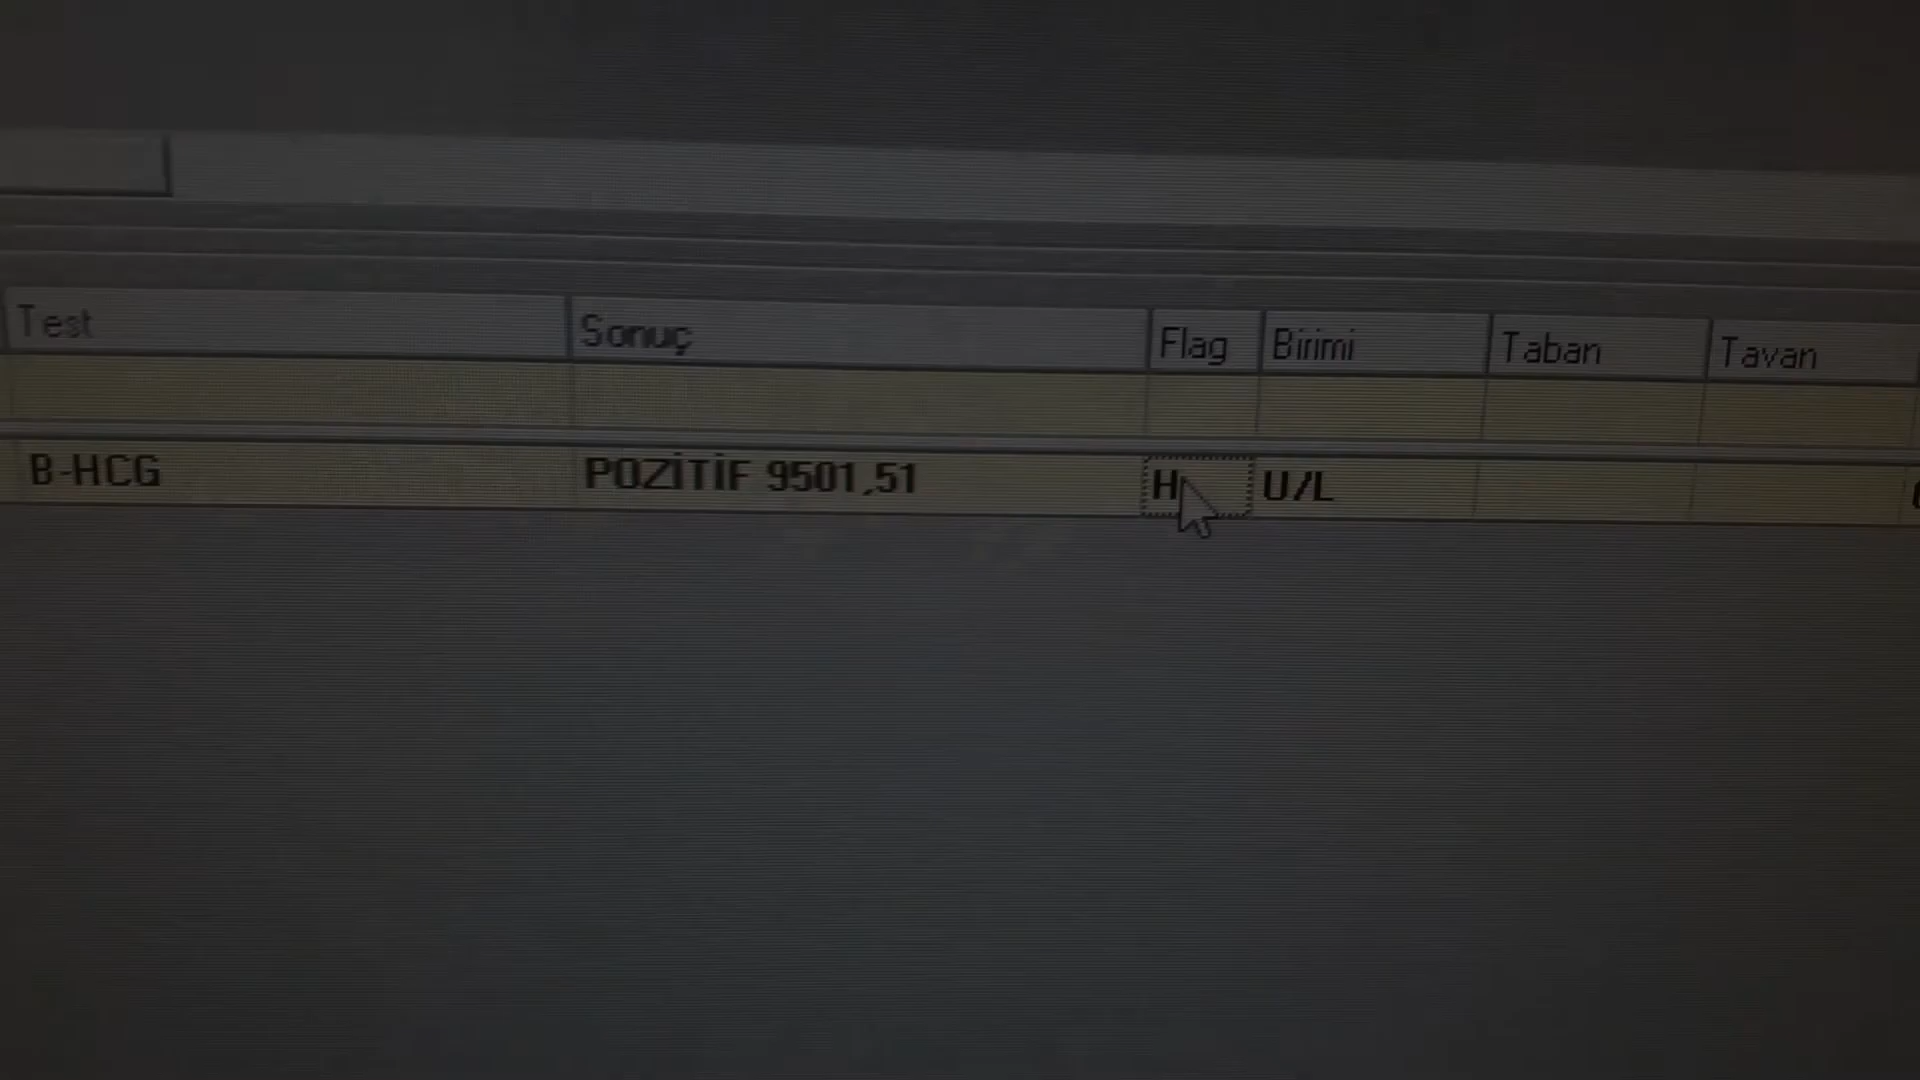 Test Sonuç Flag Birimi Taban Tavan
B-HCG POZİTİF 9501,51 H U/L